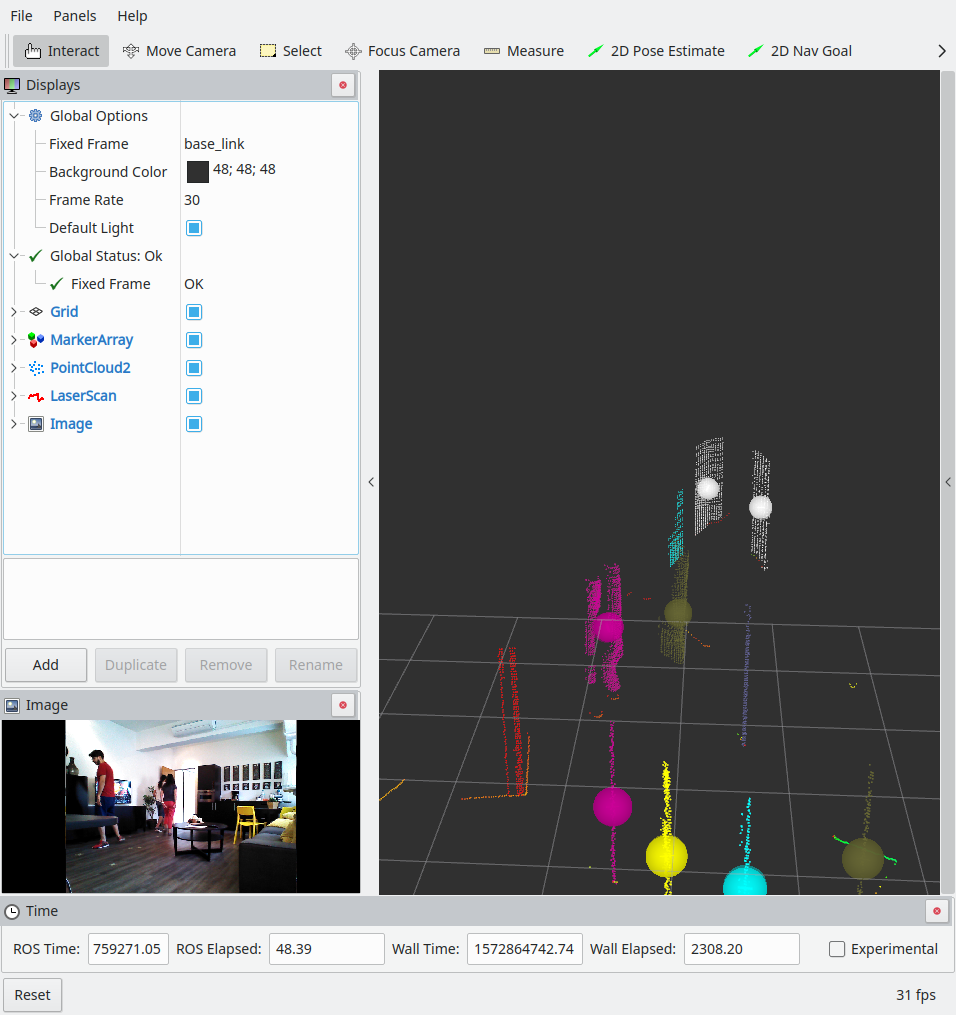 File Panels Help
Interact Move Camera Select Focus Camera Measure 2D Pose Estimate 2D Nav Goal
Displays
Global Options
Fixed Frame base_link
Background Color 48; 48; 48
Frame Rate 30
Default Light
Global Status: Ok
Fixed Frame OK
Grid
MarkerArray
PointCloud2
LaserScan
Image
Add Duplicate Remove Rename
Image
Time
ROS Time: 759271.05 ROS Elapsed: 48.39 Wall Time: 1572864742.74 Wall Elapsed: 2308.20 Experimental
Reset 31 fps